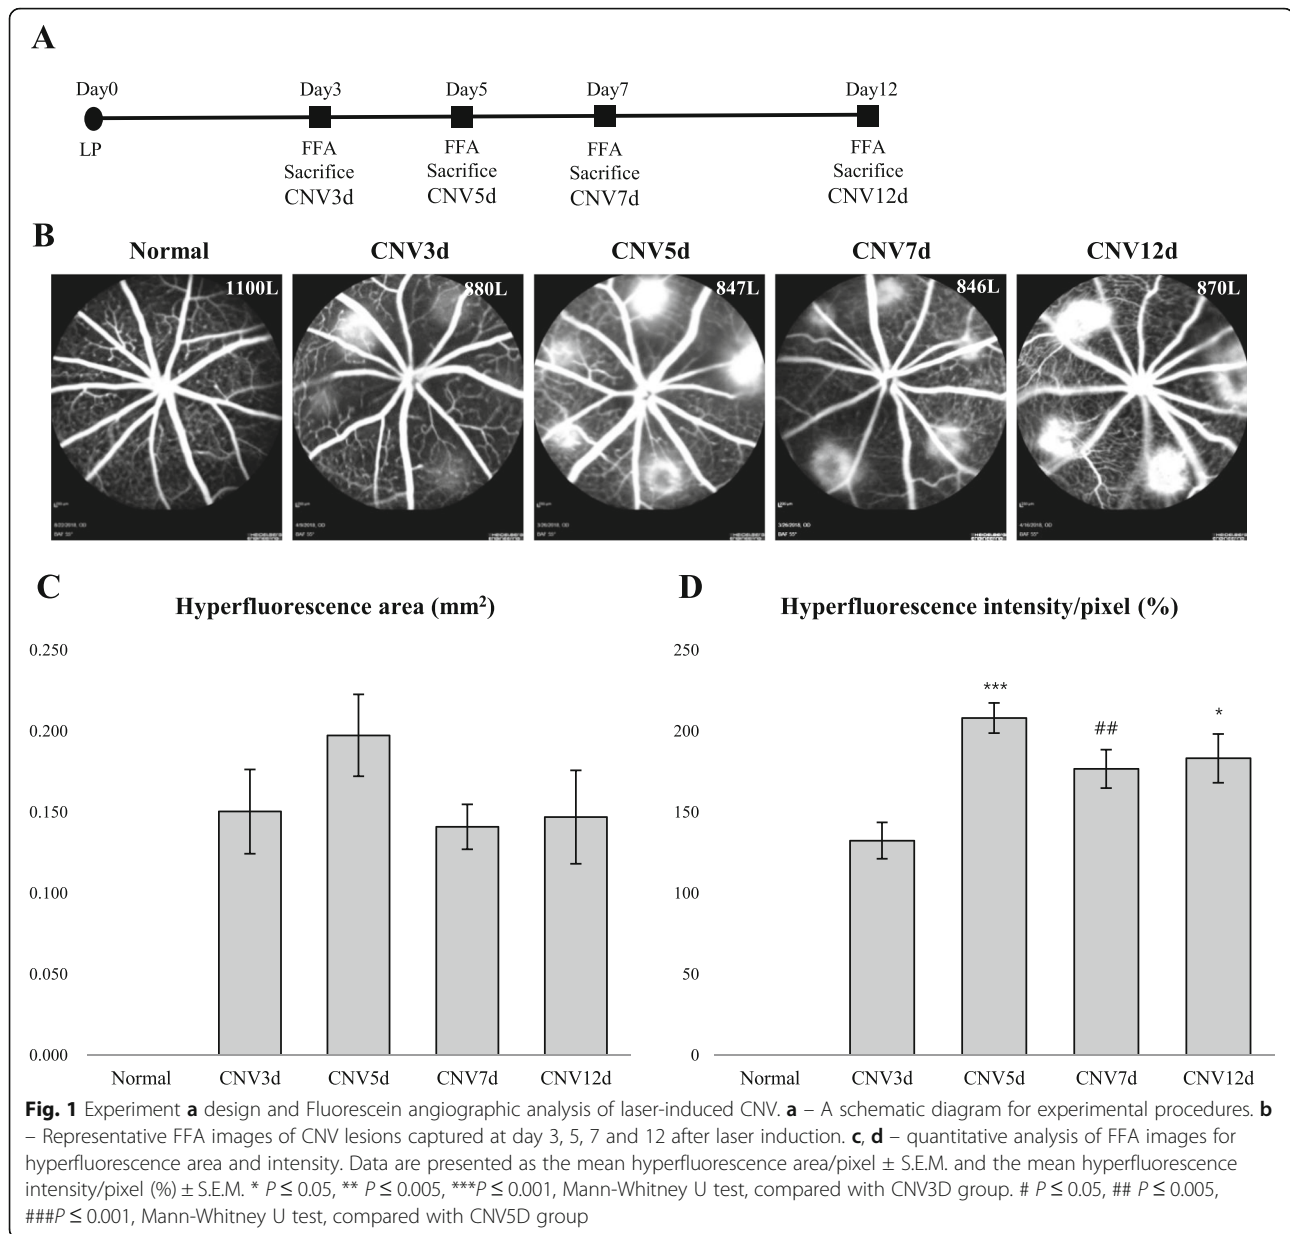 A
Day0 Day3 Day5 Day7 Day12
LP FFA FFA FFA FFA
Sacrifice Sacrifice Sacrifice Sacrifice
CNV3d CNV5d CNV7d CNV12d
B
Normal CNV3d CNV5d CNV7d CNV12d
1100L 880L 847L 846L 870L
C
Hyperfluorescence area (mm²)
0.250
0.200
0.150
0.100
0.050
0.000
Normal CNV3d CNV5d CNV7d CNV12d
D
Hyperfluorescence intensity/pixel (%)
250
200
150
100
50
0
***
##
*
Normal CNV3d CNV5d CNV7d CNV12d
Fig. 1 Experiment a design and Fluorescein angiographic analysis of laser-induced CNV. a – A schematic diagram for experimental procedures. b
– Representative FFA images of CNV lesions captured at day 3, 5, 7 and 12 after laser induction. c, d – quantitative analysis of FFA images for
hyperfluorescence area and intensity. Data are presented as the mean hyperfluorescence area/pixel ± S.E.M. and the mean hyperfluorescence
intensity/pixel (%) ± S.E.M. * P ≤ 0.05, ** P ≤ 0.005, ***P ≤ 0.001, Mann-Whitney U test, compared with CNV3D group. # P ≤ 0.05, ## P ≤ 0.005,
###P ≤ 0.001, Mann-Whitney U test, compared with CNV5D group